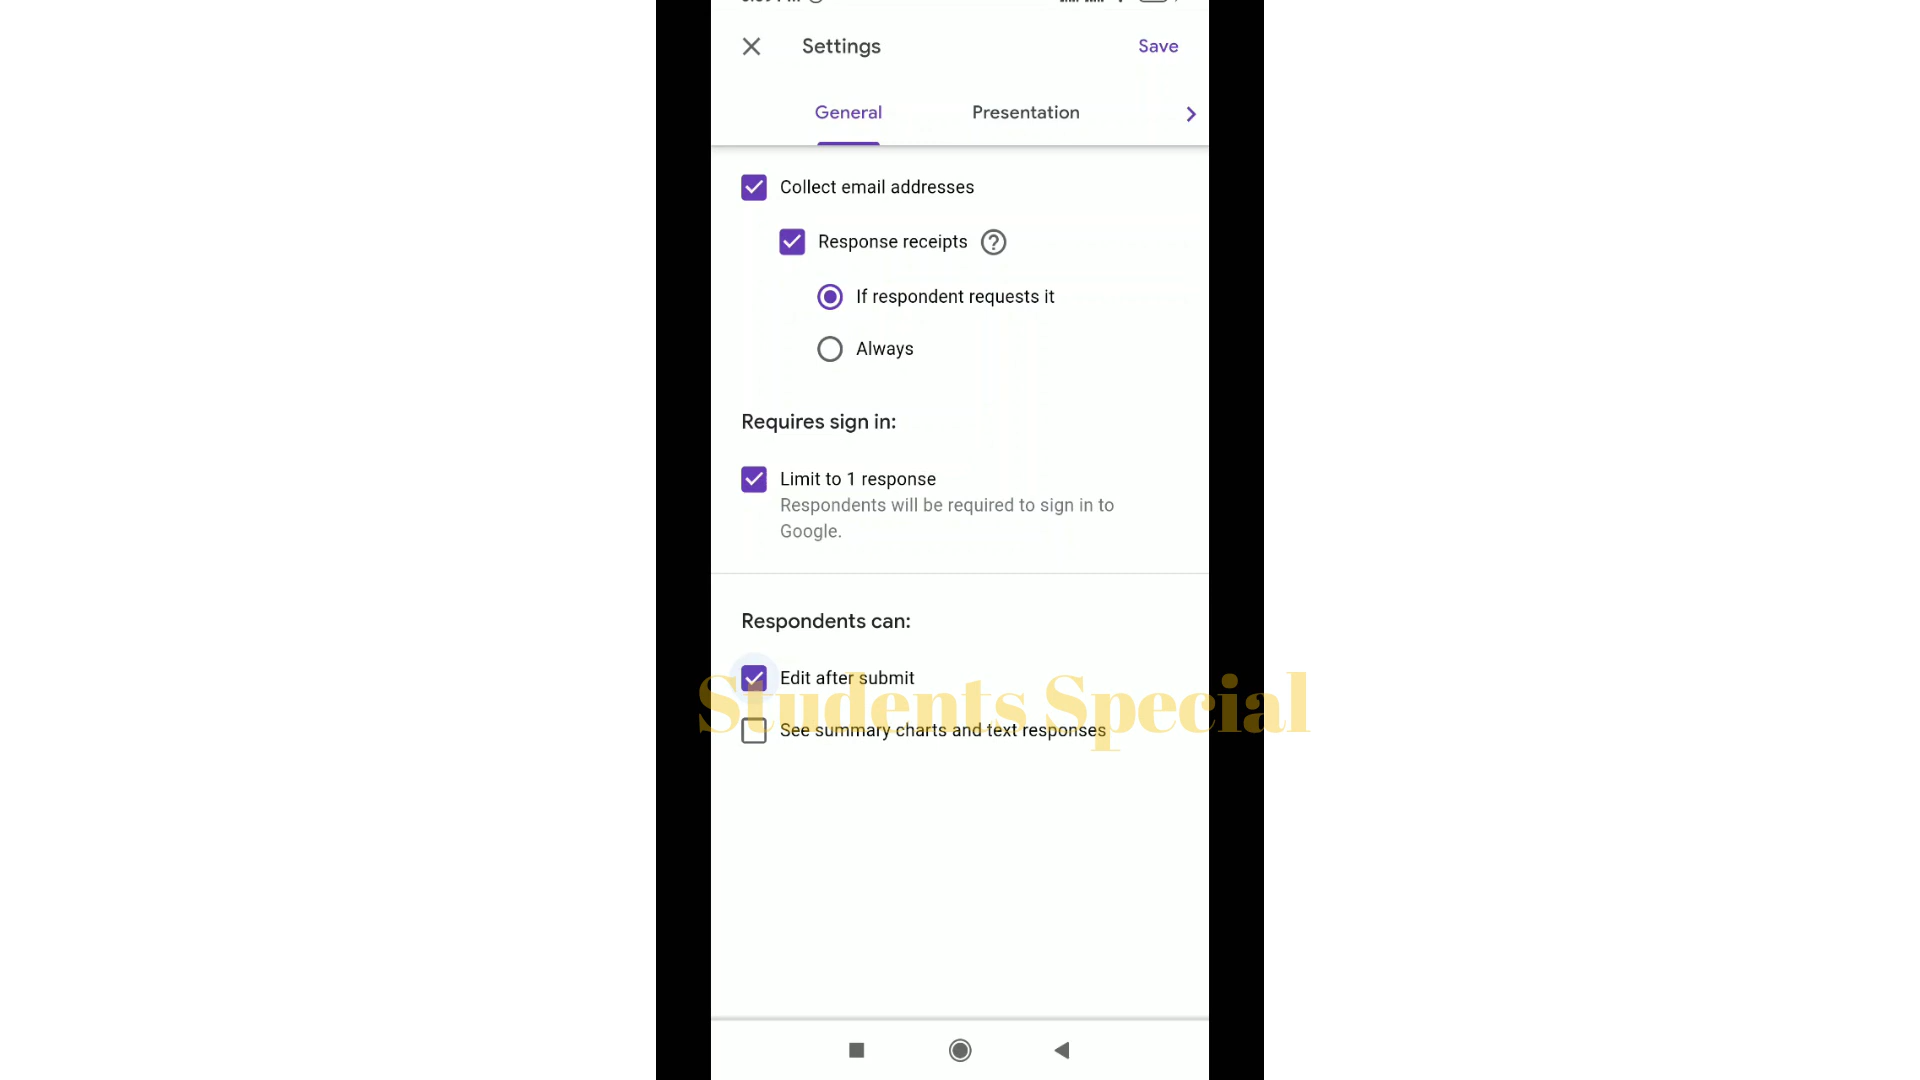 Settings
Save
General
Presentation
Collect email addresses
Response receipts
If respondent requests it
Always
Requires sign in:
Limit to 1 response
Respondents will be required to sign in to
Google.
Respondents can:
Edit after submit
Students Special
See summary charts and text responses